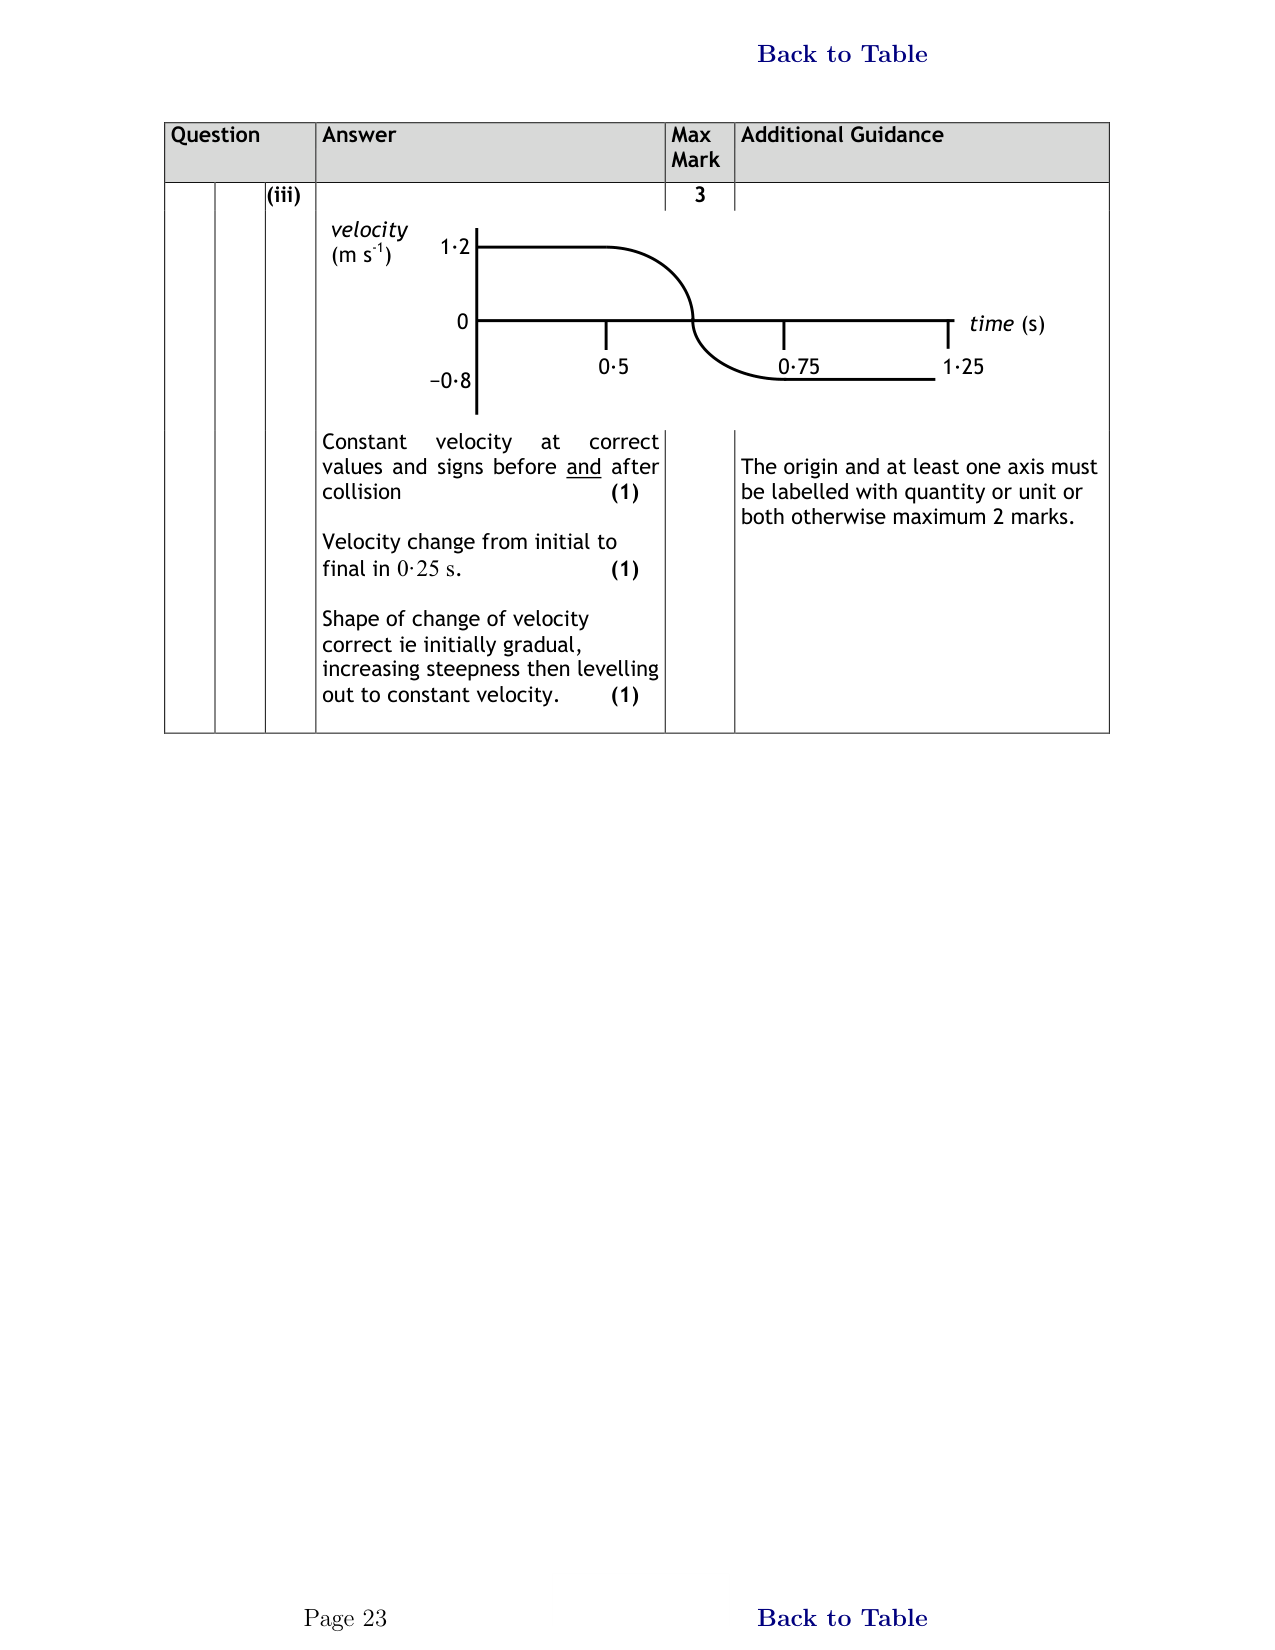 Back to Table
Question Answer Max Mark Additional Guidance
(iii) 3
velocity
(m s-1)
1·2
0
−0·8
0·5
0·75
1·25
time (s)
Constant velocity at correct
values and signs before and after
collision (1)
Velocity change from initial to
final in 0·25 s. (1)
Shape of change of velocity
correct ie initially gradual,
increasing steepness then levelling
out to constant velocity. (1)
The origin and at least one axis must
be labelled with quantity or unit or
both otherwise maximum 2 marks.
Page 23
Back to Table